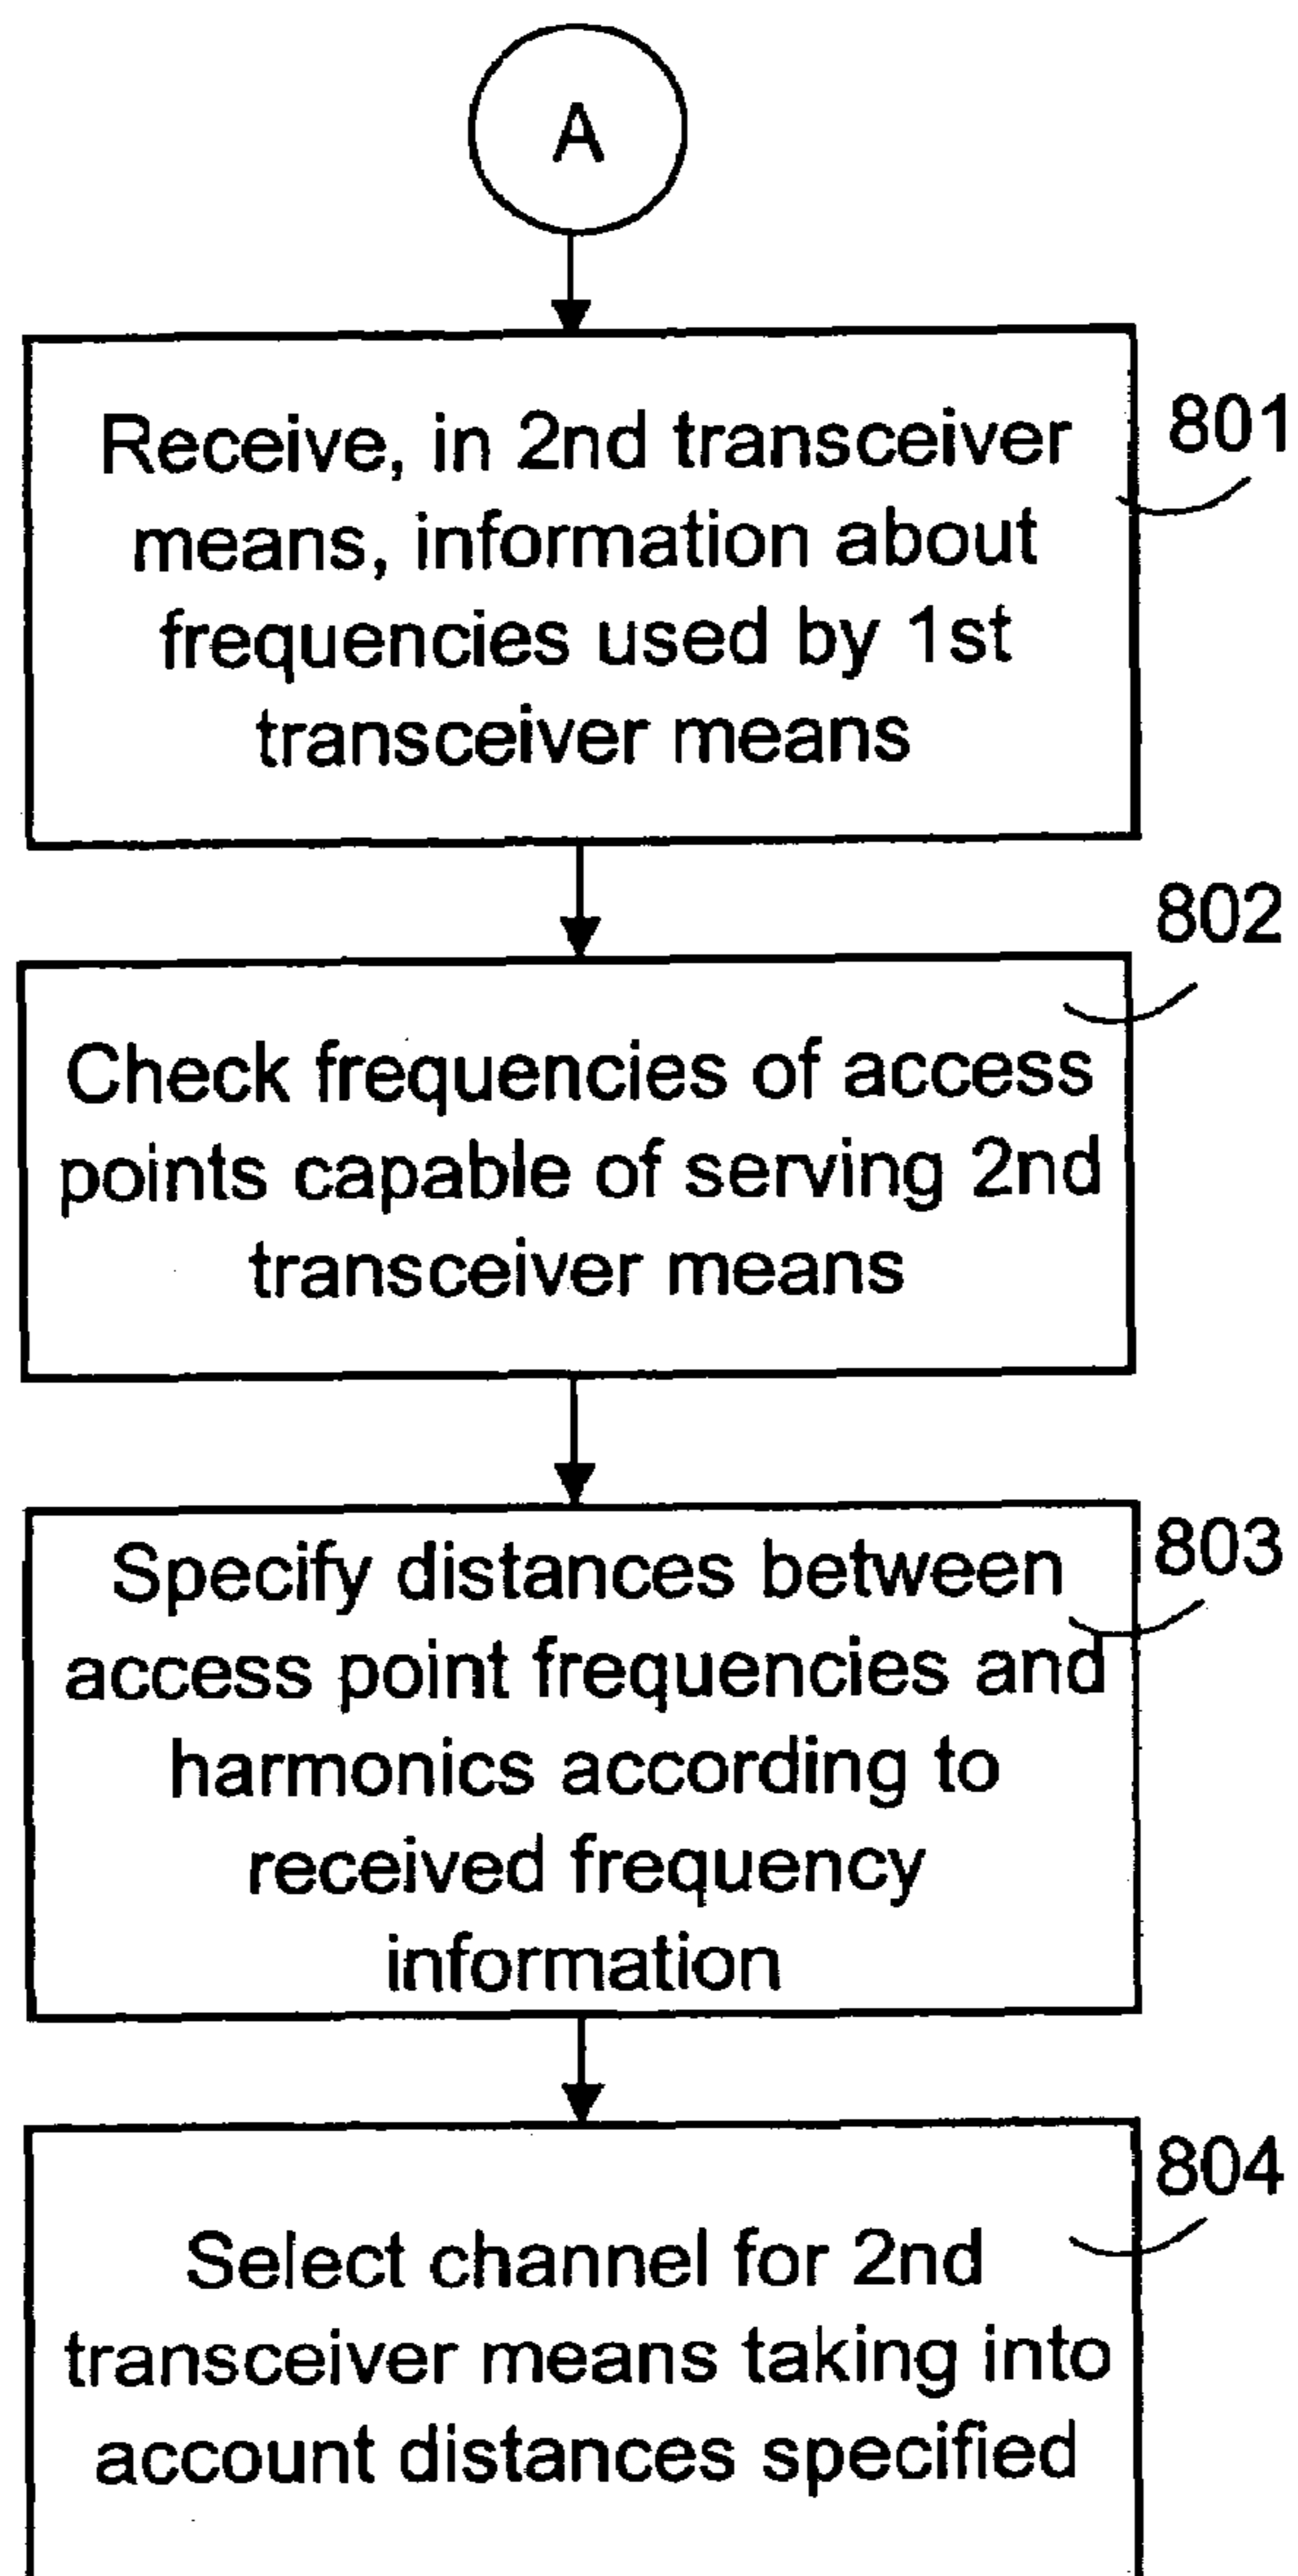 A
Receive, in 2nd transceiver
means, information about
frequencies used by 1st
transceiver means
801
802
Check frequencies of access
points capable of serving 2nd
transceiver means
Specify distances between
access point frequencies and
harmonics according to
received frequency
information
803
Select channel for 2nd
transceiver means taking into
account distances specified
804